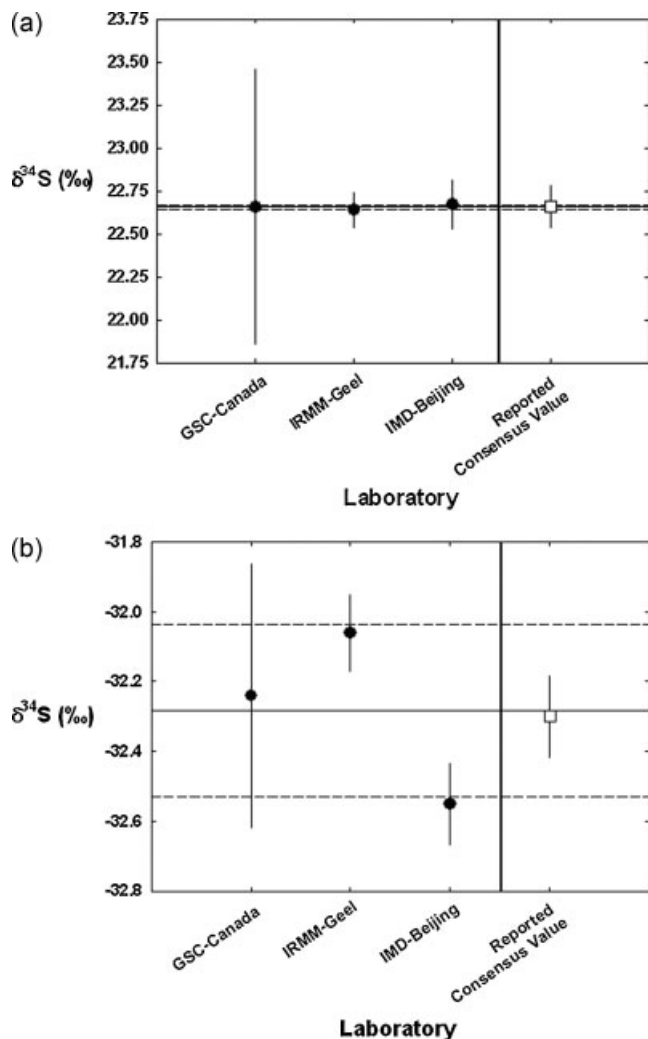 (a)
23.75
23.50
23.25
23.00
δ³⁴S (‰) 22.75
22.50
22.25
22.00
21.75
GSC-Canada
IRMM-Geel
IMD-Beijing
Reported
Consensus Value
Laboratory
(b)
-31.8
-32.0
-32.2
δ³⁴S (‰)
-32.4
-32.6
-32.8
GSC-Canada
IRMM-Geel
IMD-Beijing
Reported
Consensus Value
Laboratory